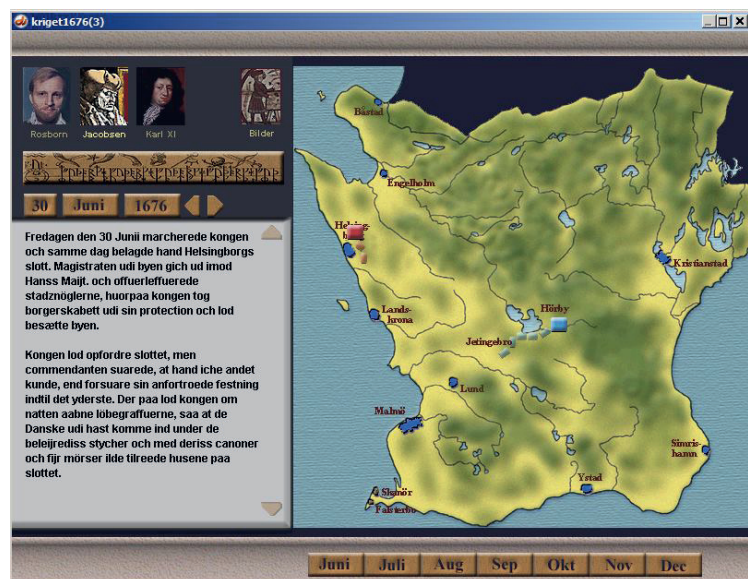 kriget1676(3)
Rosborn Jacobsen Karl XI Bilder
30 Juni 1676
Fredagen den 30 Junii marcherede kongen
och samme dag belagde hand Helsingborgs
slott. Magistraten udi byen gich ud imod
Hanss Maijt. och offuerleffuerede
stadznöglerne, huorpaa kongen tog
borgerskabett udi sin protection och lod
besætte byen.
Kongen lod opfordre slottet, men
commendanten suarede, at hand iche andet
kunde, end forsuare sin anfortroede festning
indtil det yderste. Der paa lod kongen om
natten aabne löbegraffuerne, saa at de
Danske udi hast komme ind under de
beleijrediss stycher och med deriss canoner
och fijr mörser ilde tilreede husene paa
slottet.
Båstad
Engelholm
Helsing-
Kristianstad
Lands-
krona
Hörby
Jetingebro
Lund
Malmö
Simris-
hamn
Ystad
Skanör
Falsterbo
Juni Juli Aug Sep Okt Nov Dec